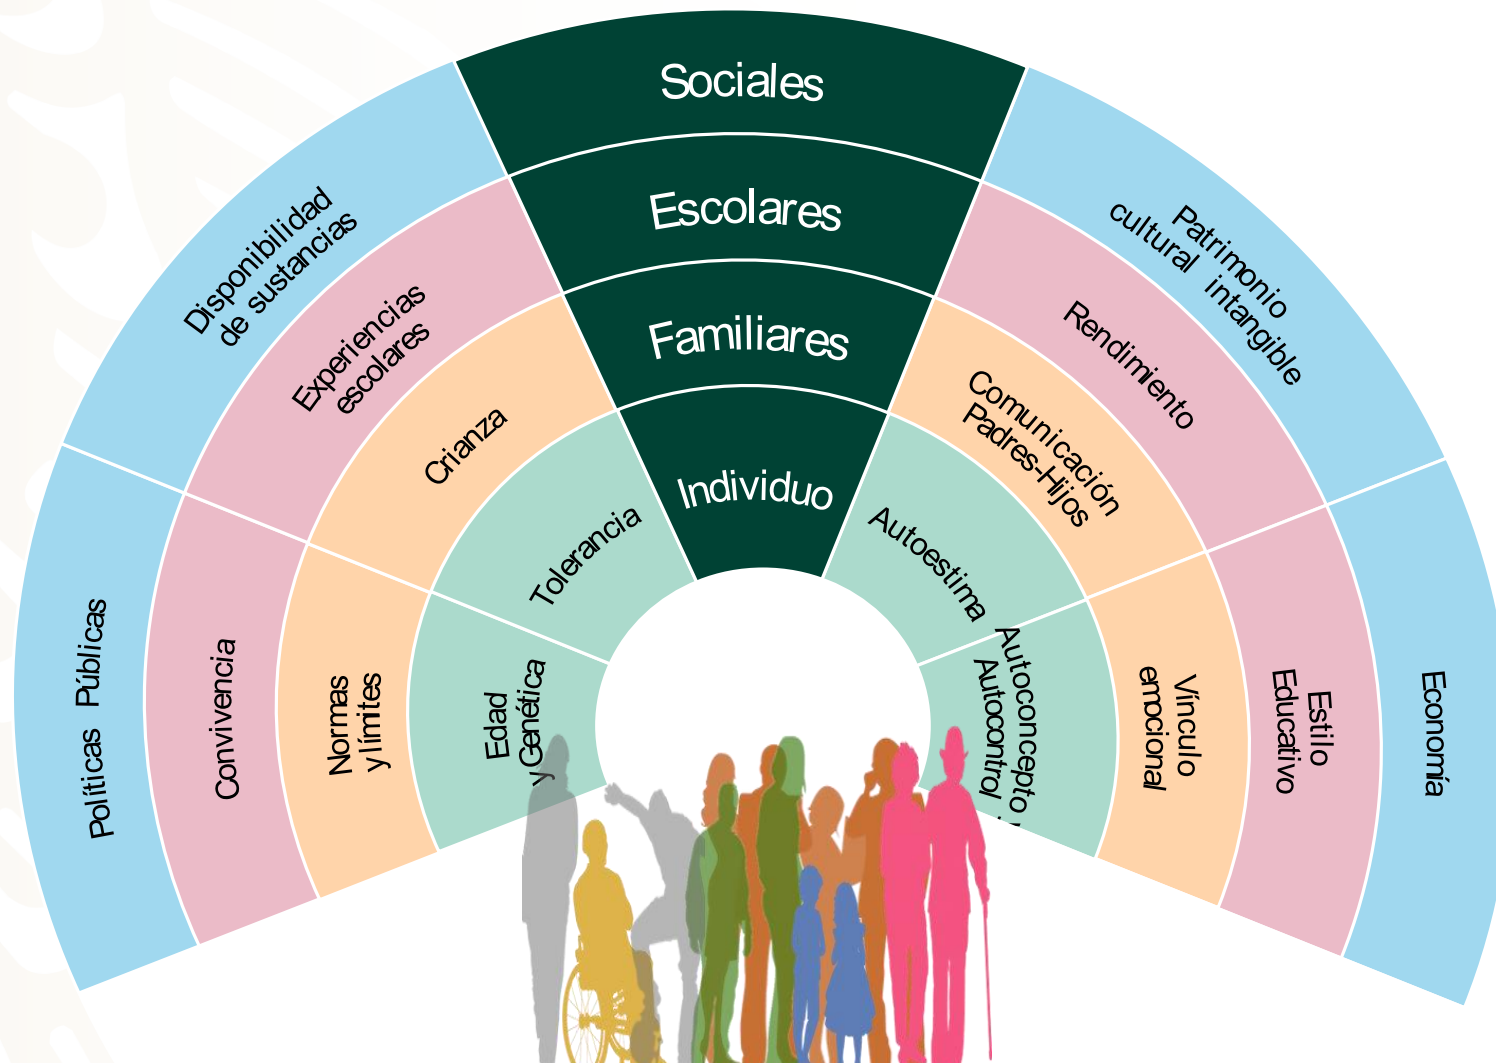 Sociales
Escolares
Familiares
Individuo
Disponibilidad
de sustancias
Experiencias
escolares
Crianza
Tolerancia
Políticas Públicas
Convivencia
Normas
y límites
Edad
y Genética
Patrimonio
cultural intangible
Rendimiento
Comunicación
Padres-Hijos
Autoestima
Autoconcepto
Autocontrol
Vínculo
emocional
Estilo
Educativo
Economía